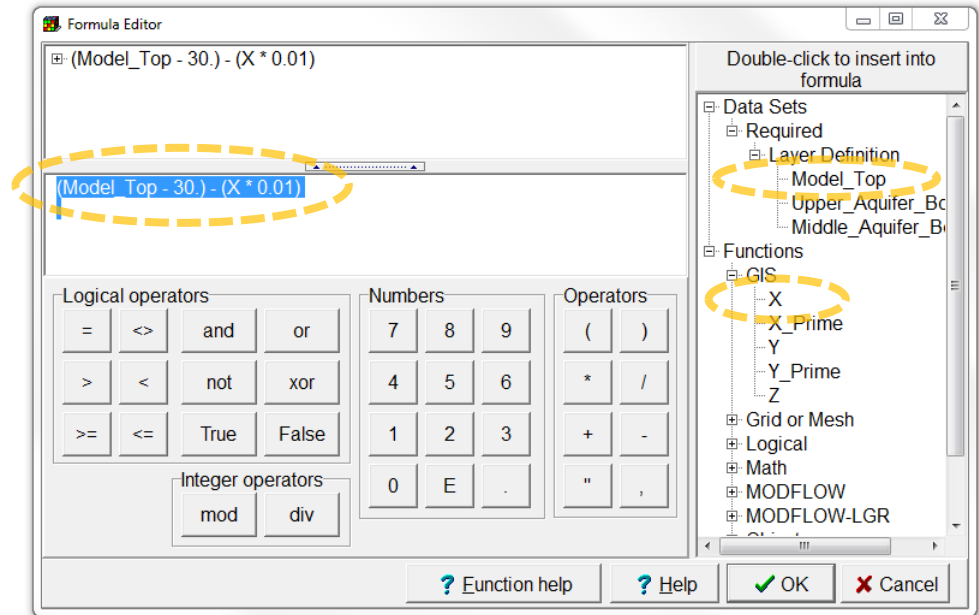 Formula Editor
(Model_Top - 30.) - (X * 0.01)
(Model_Top - 30.) - (X * 0.01)
Logical operators
= <> and or
> < not xor
>= <= True False
Integer operators
mod div
Numbers
7 8 9
4 5 6
1 2 3
0 E .
Operators
( )
* /
+ -
" ,
Double-click to insert into
formula
Data Sets
Required
Layer Definition
Model_Top
Upper_Aquifer_Bo
Middle_Aquifer_B
Functions
GIS
X
X_Prime
Y
Y_Prime
Z
Grid or Mesh
Logical
Math
MODFLOW
MODFLOW-LGR
? Function help
? Help
OK
Cancel